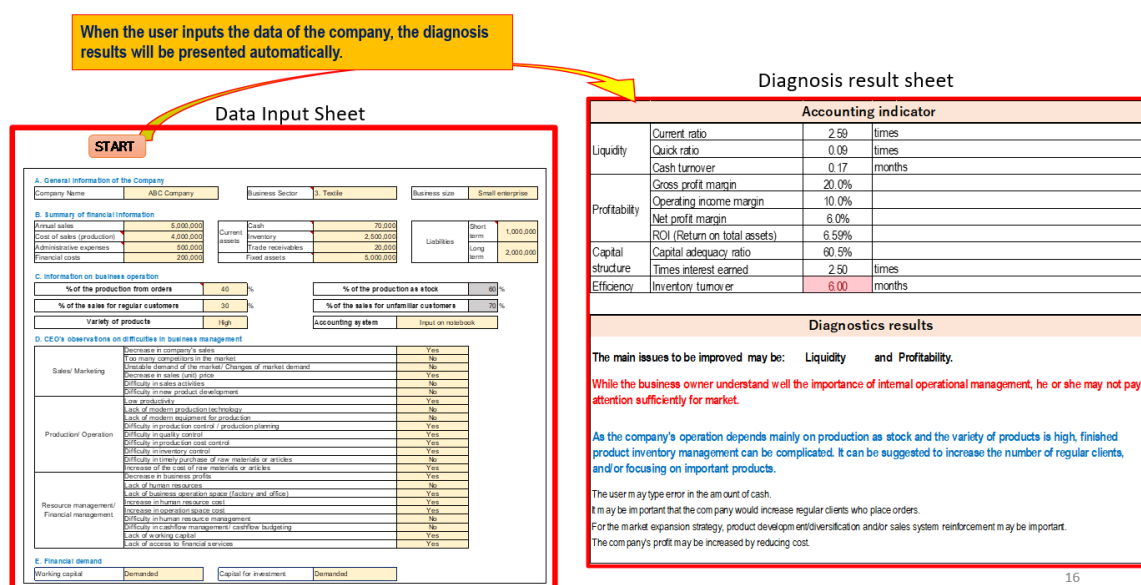 When the user inputs the data of the company, the diagnosis
results will be presented automatically.
Data Input Sheet
START
A. General information of the Company
Company Name ABC Company Business Sector 3. Textile Business size Small enterprise
B. Summary of financial information
Annual sales 5,000,000
Cost of sales (production) 4,000,000
Administrative expenses 500,000
Financial costs 200,000
Current assets
Cash 70,000
Inventory 2,500,000
Trade receivables 20,000
Fixed assets 5,000,000
Liabilities
Short term 1,000,000
Long term 2,000,000
C. Information on business operation
% of the production from orders 40 % % of the production as stock 60 %
% of the sales for regular customers 30 % % of the sales for unfamiliar customers 70 %
Variety of products High Accounting system Input on notebook
D. CEO's observations on difficulties in business management
Sales/ Marketing
Decrease in company's sales Yes
Too many competitors in the market No
Unstable demand of the market/ Changes of market demand No
Decrease in sales (unit) price Yes
Difficulty in sales activities No
Difficulty in new product development No
Production/ Operation
Low productivity Yes
Lack of modern production technology No
Lack of modern equipment for production No
Difficulty in production control / production planning Yes
Difficulty in quality control Yes
Difficulty in production cost control Yes
Difficulty in inventory control Yes
Difficulty in timely purchase of raw materials or articles No
Increase of the cost of raw materials or articles Yes
Resource management/
Financial management
Decrease in business profits Yes
Lack of human resources No
Lack of business operation space (factory and office) Yes
Increase in human resource cost Yes
Increase in operation space cost Yes
Difficulty in human resource management No
Difficulty in cashflow management/ cashflow budgeting No
Lack of working capital Yes
Lack of access to financial services Yes
E. Financial demand
Working capital Demanded Capital for investment Demanded
Diagnosis result sheet
Accounting indicator
Liquidity
Current ratio 2.59 times
Quick ratio 0.09 times
Cash turnover 0.17 months
Profitability
Gross profit margin 20.0%
Operating income margin 10.0%
Net profit margin 6.0%
ROI (Return on total assets) 6.59%
Capital structure
Capital adequacy ratio 60.5%
Times interest earned 2.50 times
Efficiency Inventory turnover 6.00 months
Diagnostics results
The main issues to be improved may be: Liquidity and Profitability.
While the business owner understand well the importance of internal operational management, he or she may not pay
attention sufficiently for market.
As the company's operation depends mainly on production as stock and the variety of products is high, finished
product inventory management can be complicated. It can be suggested to increase the number of regular clients,
and/or focusing on important products.
The user may type error in the amount of cash.
It may be important that the company would increase regular clients who place orders.
For the market expansion strategy, product development/diversification and/or sales system reinforcement may be important.
The company's profit may be increased by reducing cost.
16